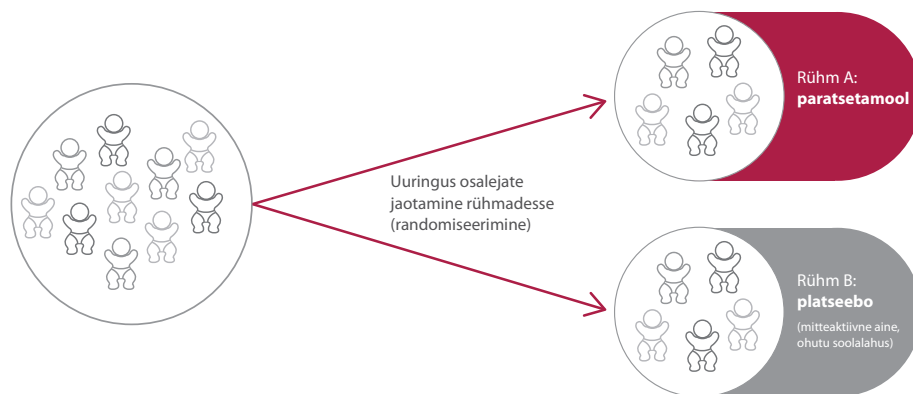 Rühm A:
paratsetamool
Uuringus osalejate
jaotamine rühmadesse
(randomiseerimine)
Rühm B:
platseebo
(mitteaktiivne aine,
ohutu soolalahus)